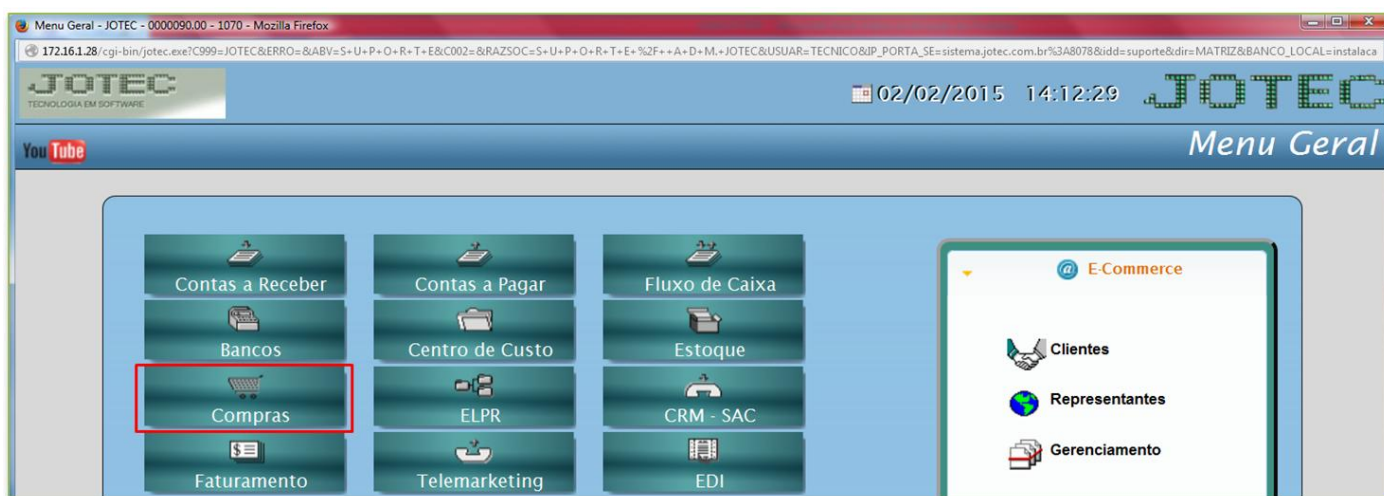 Menu Geral - JOTEC - 0000090.00 - 1070 - Mozilla Firefox
172.16.1.28/cgi-bin/jotec.exe?C999=JOTEC&ERRO=&ABV=S+U+P+O+R+T+E&C002=&RAZSOC=S+U+P+O+R+T+E+%2F++A+D+M.+JOTEC&USUAR=TECNICO&IP_PORTA_SE=sistema.jotec.com.br%3A8078&idd=suporte&dir=MATRIZ&BANCO_LOCAL=instalaca
JOTEC
TECNOLOGIA EM SOFTWARE
02/02/2015 14:12:29 JOTEC
YouTube Menu Geral
Contas a Receber Contas a Pagar Fluxo de Caixa
@ E-Commerce
Bancos Centro de Custo Estoque
Clientes
Compras ELPR CRM - SAC
Representantes
Gerenciamento
Faturamento Telemarketing EDI